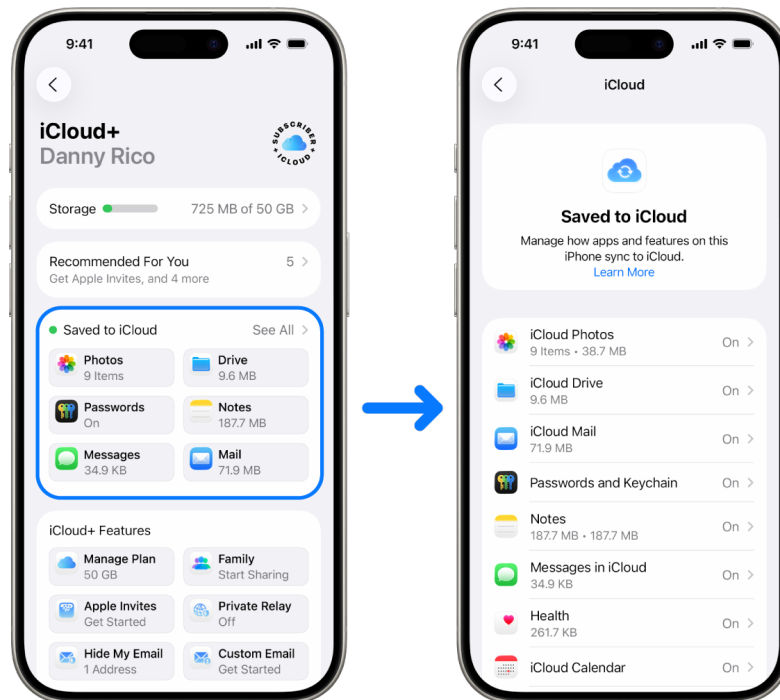 9:41
iCloud+
Danny Rico
SUBSCRIBER + ICLOUD +
Storage 725 MB of 50 GB
Recommended For You 5
Get Apple Invites, and 4 more
Saved to iCloud See All
Photos Drive
9 Items 9.6 MB
Passwords Notes
On 187.7 MB
Messages Mail
34.9 KB 71.9 MB
iCloud+ Features
Manage Plan Family
50 GB Start Sharing
Apple Invites Private Relay
Get Started Off
Hide My Email Custom Email
1 Address Get Started
9:41
iCloud
Saved to iCloud
Manage how apps and features on this
iPhone sync to iCloud.
Learn More
iCloud Photos
9 Items • 38.7 MB On
iCloud Drive
9.6 MB On
iCloud Mail
71.9 MB On
Passwords and Keychain On
Notes
187.7 MB • 187.7 MB On
Messages in iCloud
34.9 KB On
Health
261.7 KB On
iCloud Calendar On